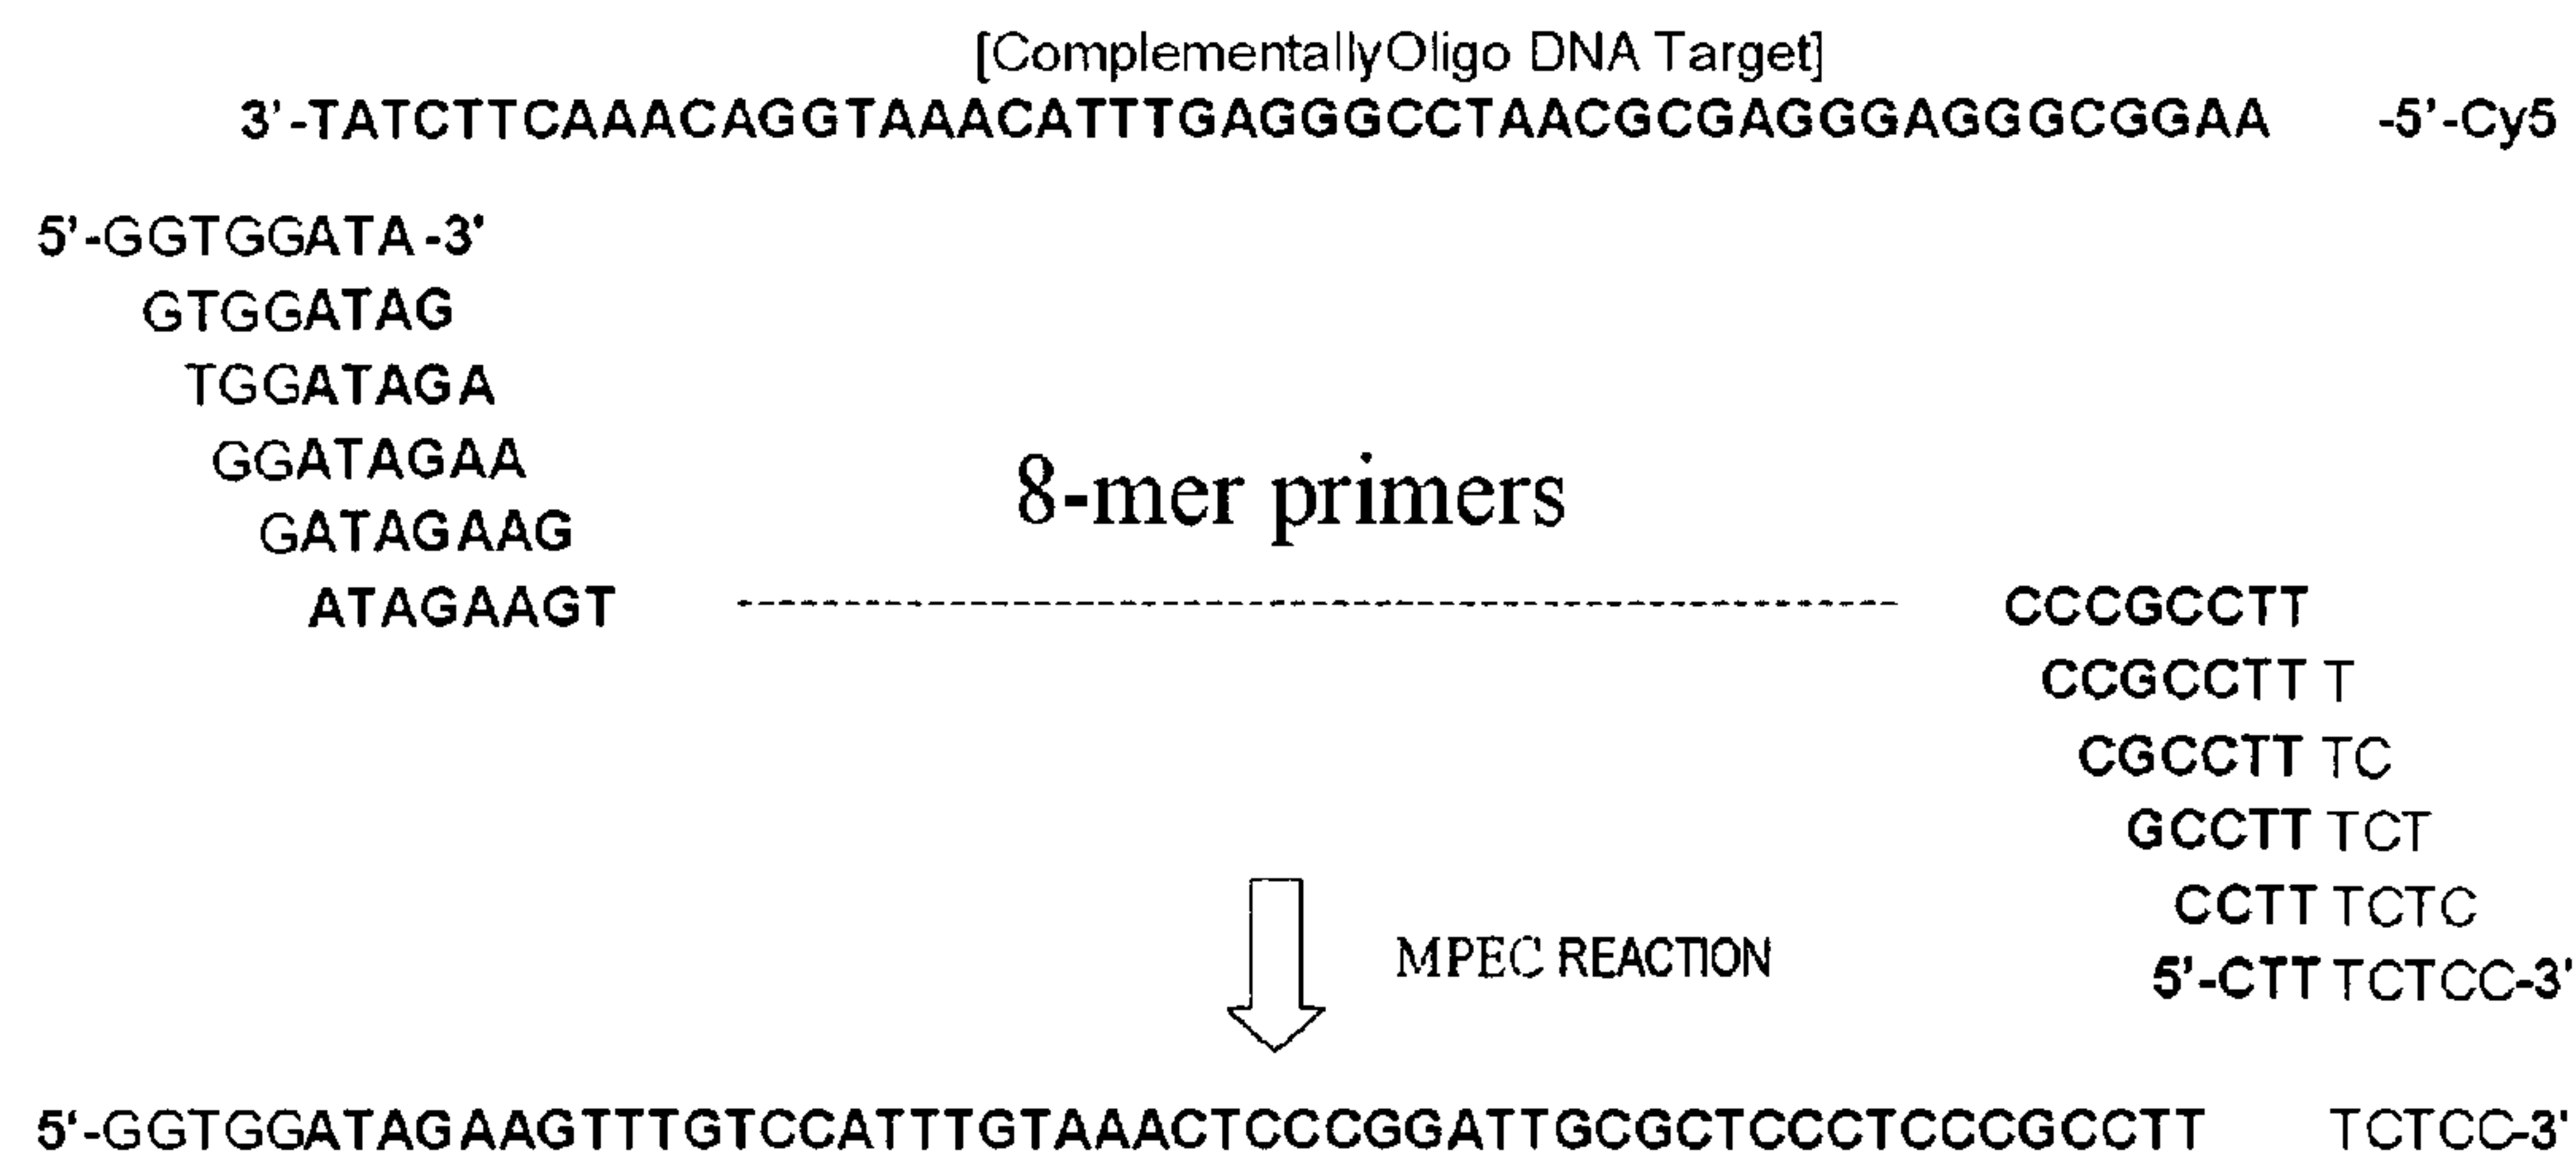 [ComplementallyOligo DNA Target]
3'-TATCTTCAAACAGGTAAACATTTGAGGGCCTAACGCGAGGGAGGGCGGAA -5'-Cy5
5'-GGTGGATA-3'
GTGGATAG
TGGATAGA
GGATAGAA
8-mer primers
GATAGAAG
ATAGAAGT CCCGCCTT
CCGCCTT T
CGCCTT TC
GCCTT TCT
CCTT TCTC
MPEC REACTION
5'-CTT TCTCC-3'
5'-GGTGGATAGAAGTTTGTCCATTTGTAAACTCCCGGATTGCGCTCCCTCCCGCCTT TCTCC-3'